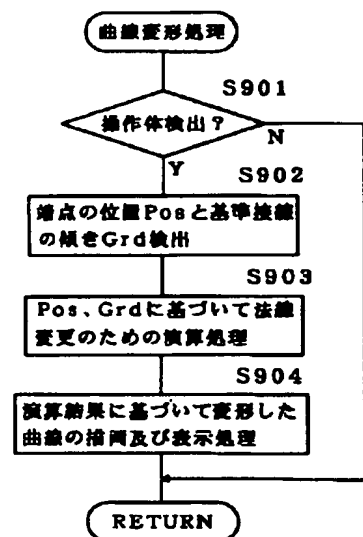 曲線変形処理
S901
操作体検出?
N
Y
S902
端点の位置Posと基準接線
の傾きGrd検出
S903
Pos、Grdに基づいて法線
変更のための演算処理
S904
演算結果に基づいて変形した
曲線の描画及び表示処理
RETURN